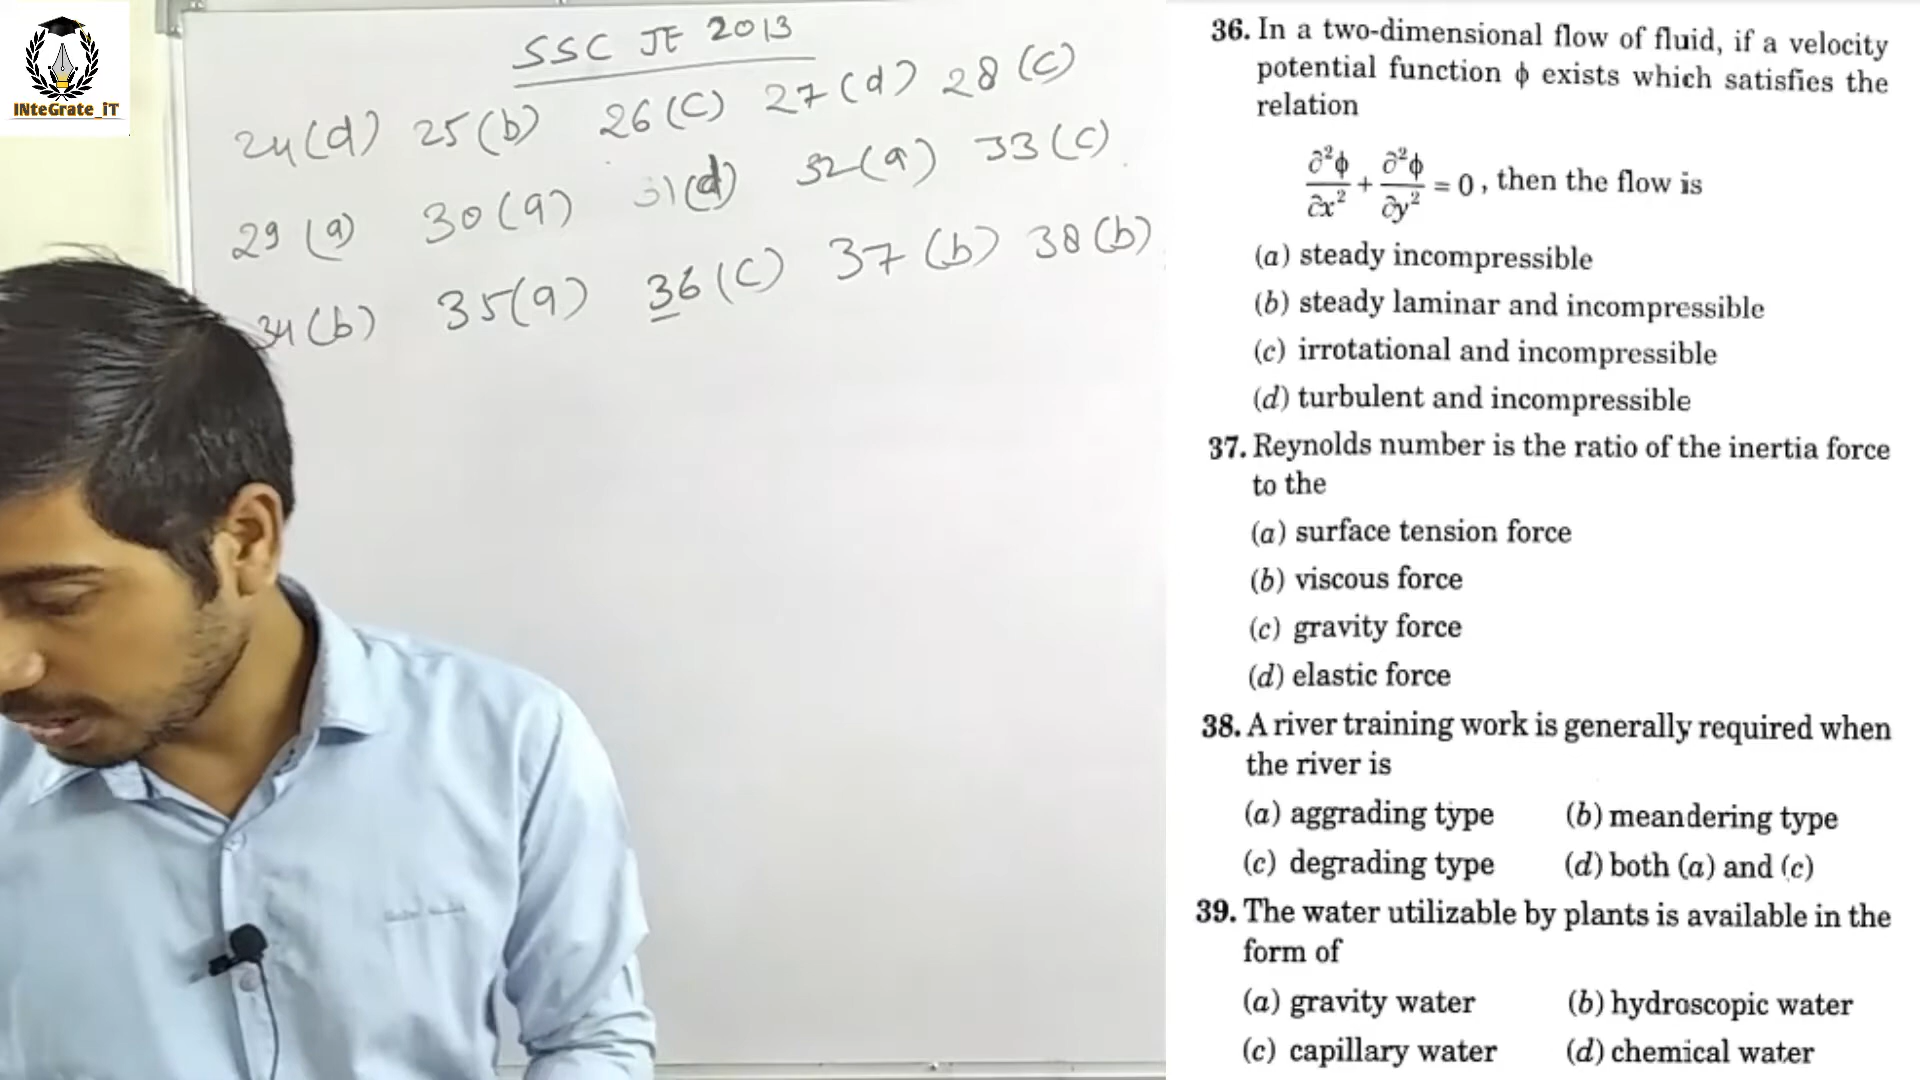 INteGrate_iT
SSC JE 2013
24(d) 25(b) 26(c) 27(d) 28(c)
29(a) 30(a) 31(d) 32(a) 33(c)
34(b) 35(a) 36(c) 37(b) 38(b)
36. In a two-dimensional flow of fluid, if a velocity
potential function ϕ exists which satisfies the
relation
∂²ϕ/∂x² + ∂²ϕ/∂y² = 0, then the flow is
(a) steady incompressible
(b) steady laminar and incompressible
(c) irrotational and incompressible
(d) turbulent and incompressible
37. Reynolds number is the ratio of the inertia force
to the
(a) surface tension force
(b) viscous force
(c) gravity force
(d) elastic force
38. A river training work is generally required when
the river is
(a) aggrading type (b) meandering type
(c) degrading type (d) both (a) and (c)
39. The water utilizable by plants is available in the
form of
(a) gravity water (b) hydroscopic water
(c) capillary water (d) chemical water